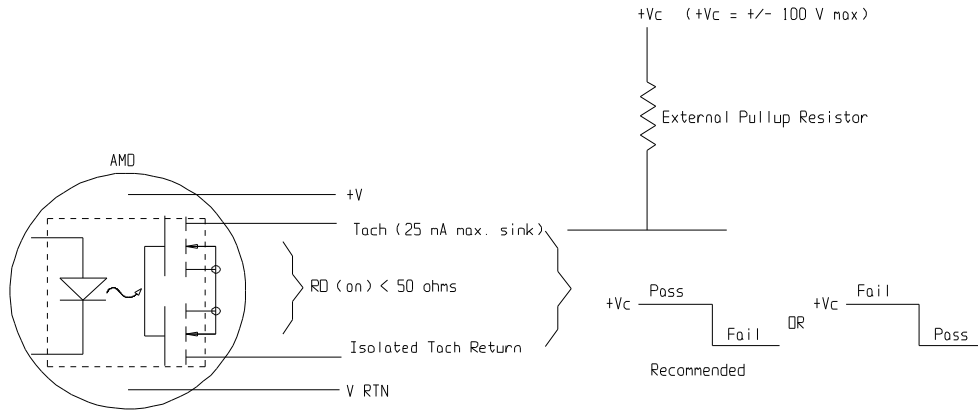 +Vc (+Vc = +/- 100 V max)
External Pullup Resistor
AMD
+V
Tach (25 mA max. sink)
RD (on) < 50 ohms
Isolated Tach Return
V RTN
+Vc Pass
Fail
Recommended
OR
+Vc Fail
Pass